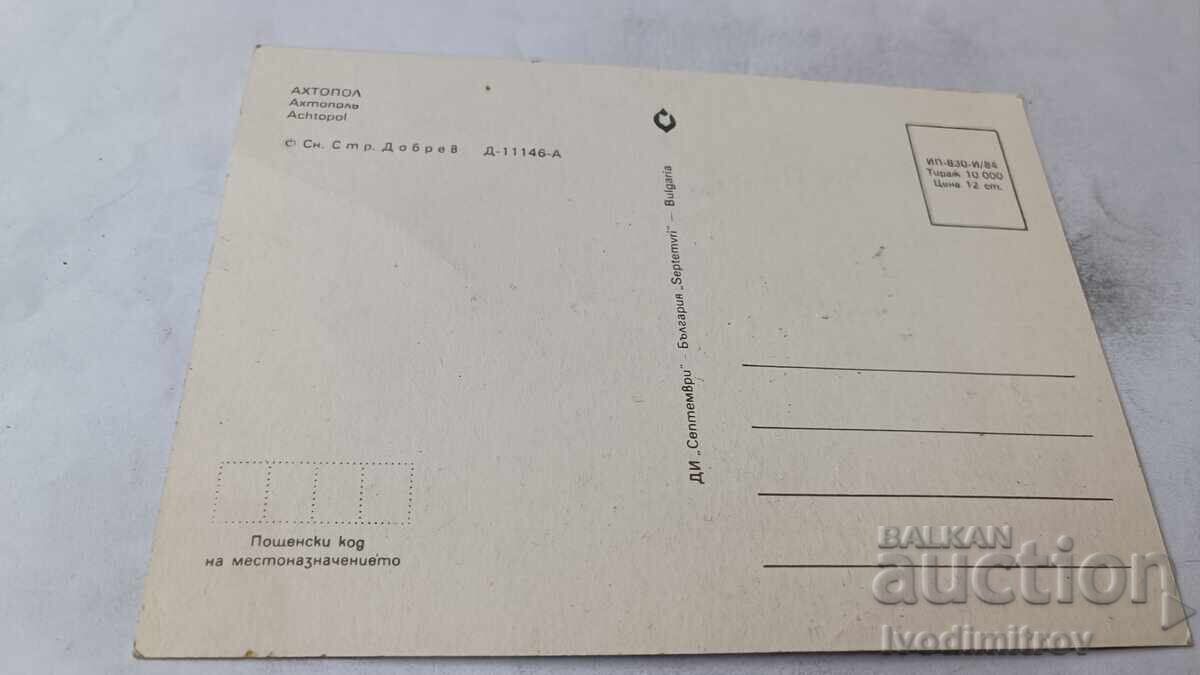 АХТОПОЛ
Ахтополь
Achtopol
© Сн. Стр. Добрев Д-11146-А
ДИ „Септември" - България „Septemvri" - Bulgaria
ИП-830-И/84
Тираж 10 000
Цена 12 ст.
Пощенски код
на местоназначението
BALKAN
auction
Ivodimitrov